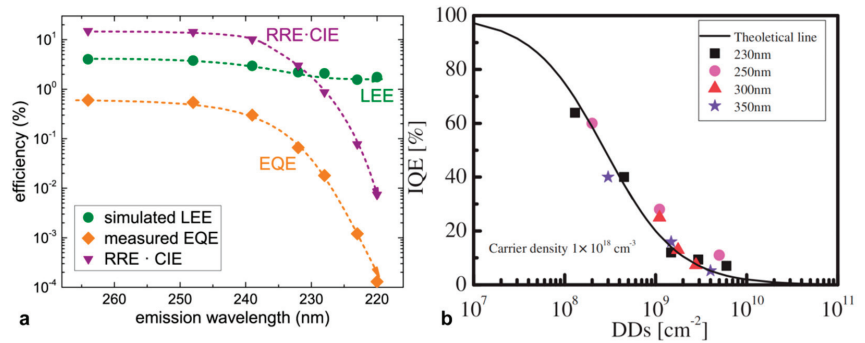 10¹
10⁰
10⁻¹
10⁻²
10⁻³
10⁻⁴
efficiency (%)
RRE·CIE
LEE
EQE
simulated LEE
measured EQE
RRE · CIE
260 250 240 230 220
emission wavelength (nm)
a
100
80
60
40
20
0
IQE [%]
Theoletical line
230nm
250nm
300nm
350nm
Carrier density 1×10¹⁸ cm⁻³
10⁷ 10⁸ 10⁹ 10¹⁰ 10¹¹
DDs [cm⁻²]
b